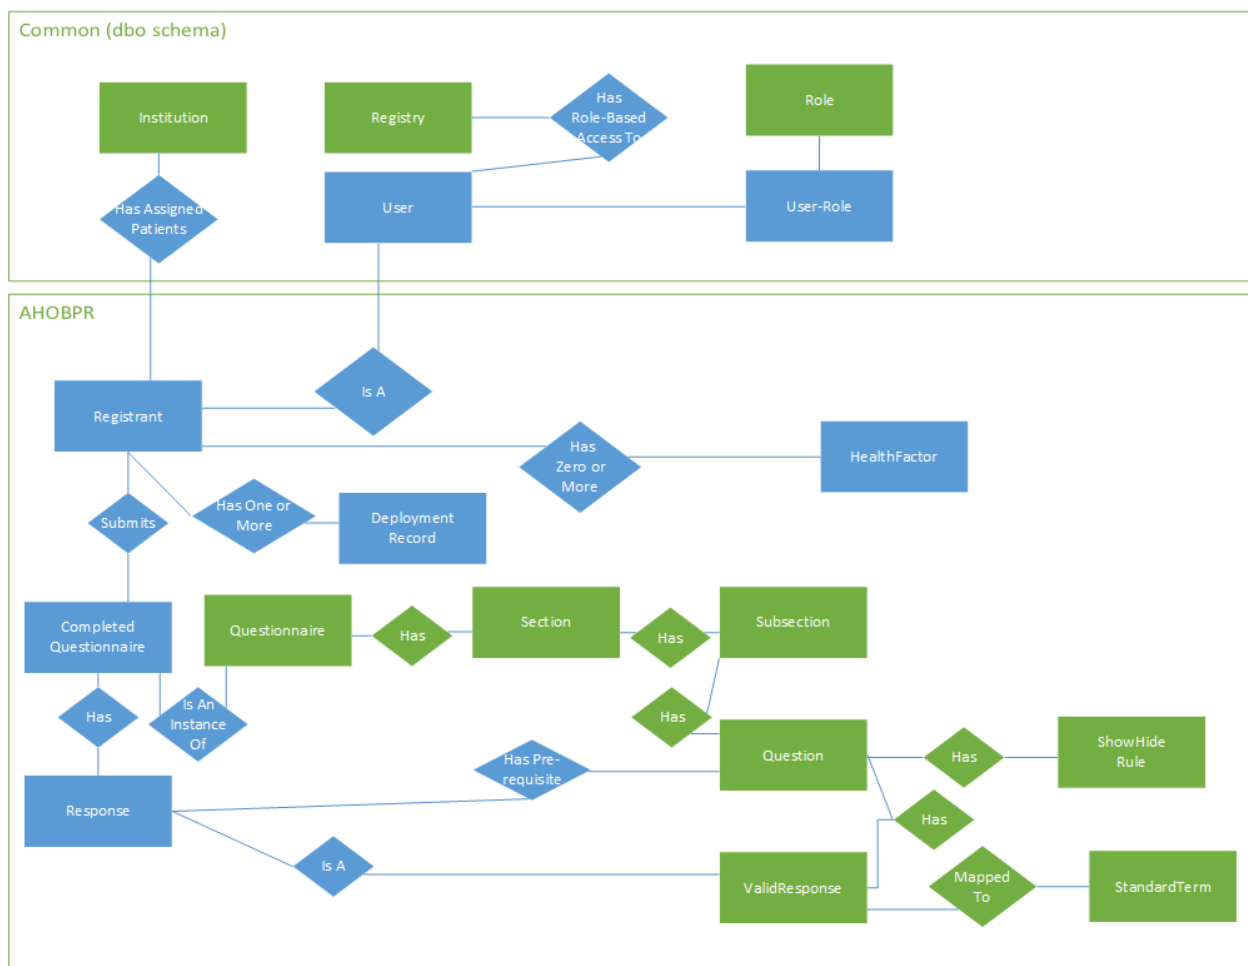 Common (dbo schema)
Institution
Registry
Has
Role-Based
Access To
Role
Has Assigned
Patients
User
User-Role
AHOBPR
Registrant
Is A
Has
Zero or
More
HealthFactor
Submits
Has One or
More
Deployment
Record
Completed
Questionnaire
Questionnaire
Has
Section
Has
Subsection
Has
Is An
Instance
Of
Has
Has Pre-
requisite
Question
Has
ShowHide
Rule
Response
Has
Is A
ValidResponse
Mapped
To
StandardTerm